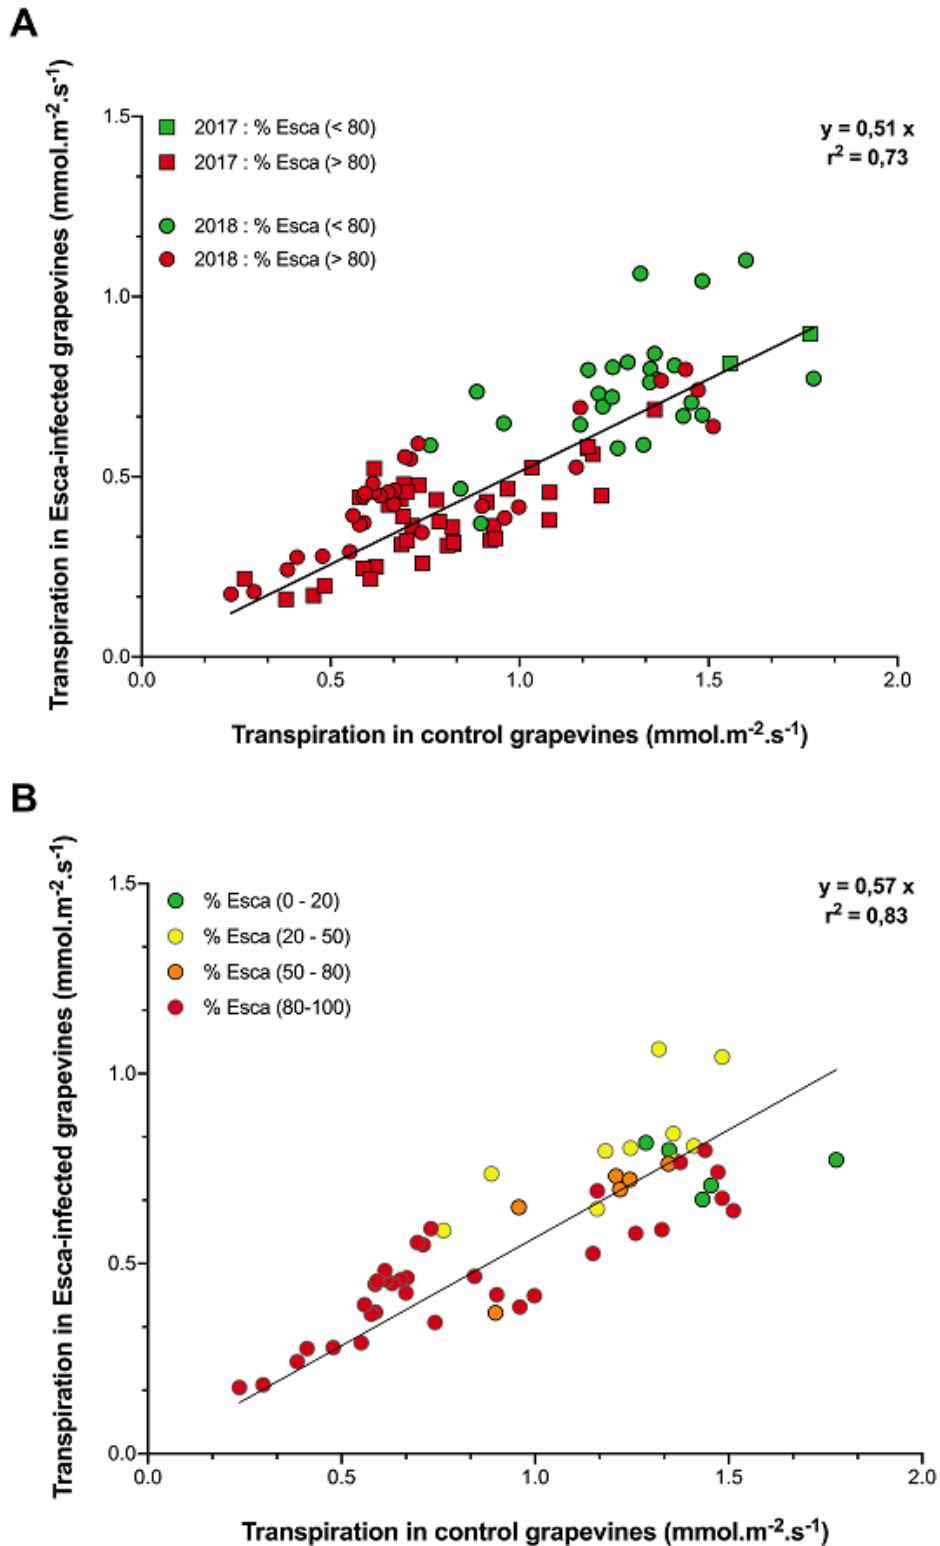 A
Transpiration in Esca-infected grapevines (mmol.m⁻².s⁻¹)
1.5
1.0
0.5
0.0
2017 : % Esca (< 80)
2017 : % Esca (> 80)
2018 : % Esca (< 80)
2018 : % Esca (> 80)
y = 0,51 x
r² = 0,73
0.0 0.5 1.0 1.5 2.0
Transpiration in control grapevines (mmol.m⁻².s⁻¹)
B
Transpiration in Esca-infected grapevines (mmol.m⁻².s⁻¹)
1.5
1.0
0.5
0.0
% Esca (0 - 20)
% Esca (20 - 50)
% Esca (50 - 80)
% Esca (80-100)
y = 0,57 x
r² = 0,83
0.0 0.5 1.0 1.5 2.0
Transpiration in control grapevines (mmol.m⁻².s⁻¹)